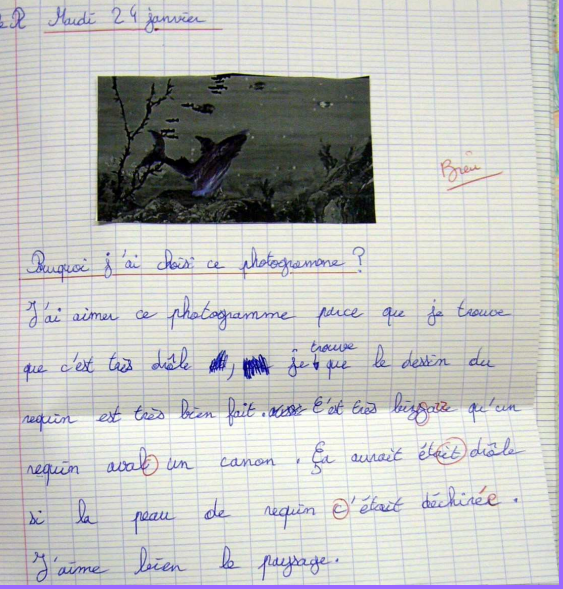 Mardi 24 janvier
Bien
Pourquoi j'ai choisi ce photogramme ?
J'ai aimer ce photogramme parce que je trouve
que c'est très drôle , je trouve que le dessin du
requin est très bien fait. C'est très bizzare qu'un
requin avale un canon. Ça aurait était drôle
si la peau de requin c'était déchirée.
J'aime bien le paysage.